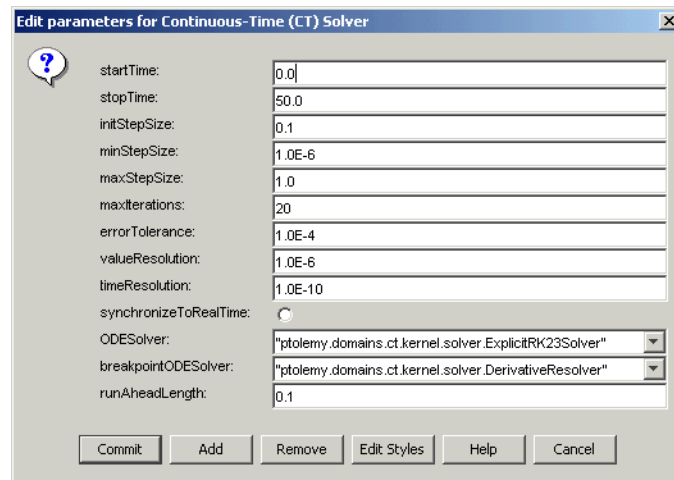 Edit parameters for Continuous-Time (CT) Solver
startTime: 0.0
stopTime: 50.0
initStepSize: 0.1
minStepSize: 1.0E-6
maxStepSize: 1.0
maxIterations: 20
errorTolerance: 1.0E-4
valueResolution: 1.0E-6
timeResolution: 1.0E-10
synchronizeToRealTime:
ODESolver: "ptolemy.domains.ct.kernel.solver.ExplicitRK23Solver"
breakpointODESolver: "ptolemy.domains.ct.kernel.solver.DerivativeResolver"
runAheadLength: 0.1
Commit Add Remove Edit Styles Help Cancel